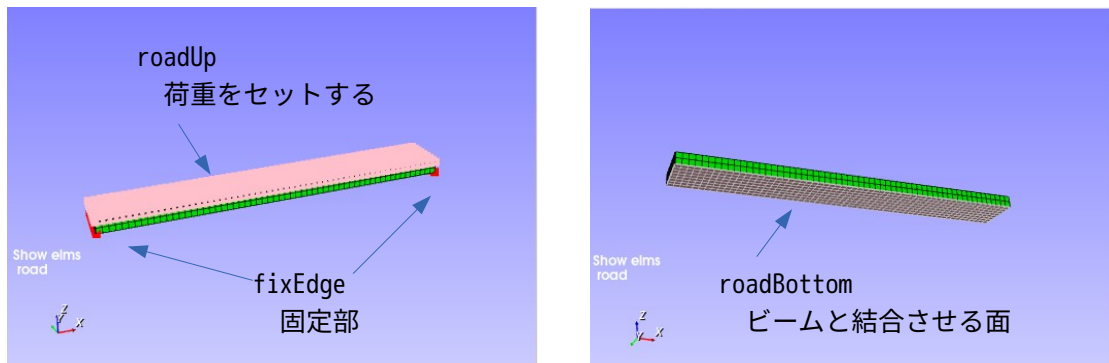 roadUp
荷重をセットする
fixEdge
固定部
Show elms
road
Z
X
roadBottom
ビームと結合させる面
Show elms
road
Z
X